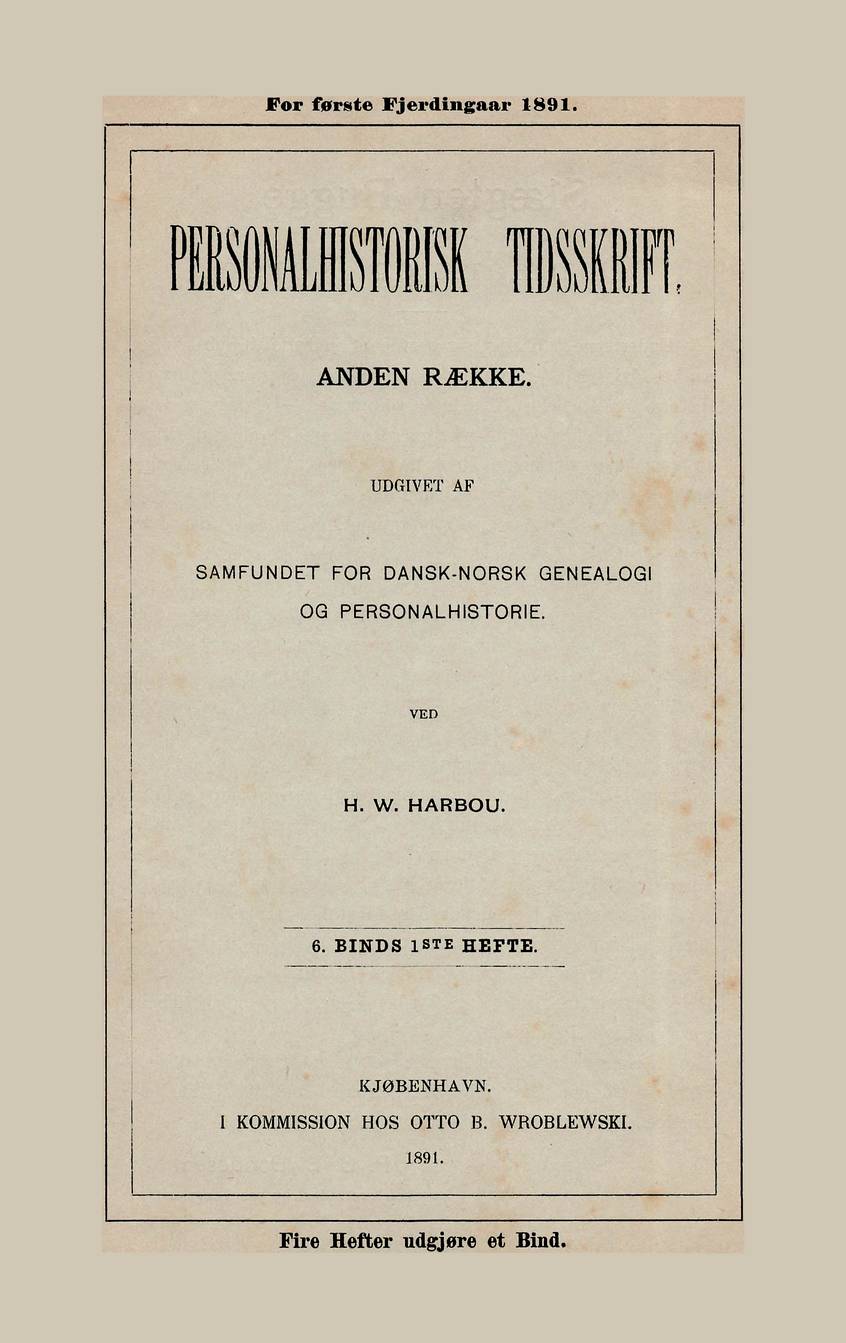 For første Fjerdingaar 1891.
PERSONALHISTORISK TIDSSKRIFT.
ANDEN RÆKKE.
UDGIVET AF
SAMFUNDET FOR DANSK-NORSK GENEALOGI
OG PERSONALHISTORIE.
VED
H. W. HARBOU.
6. BINDS 1STE HEFTE.
KJØBENHAVN.
I KOMMISSION HOS OTTO B. WROBLEWSKI.
1891.
Fire Hefter udgjøre et Bind.